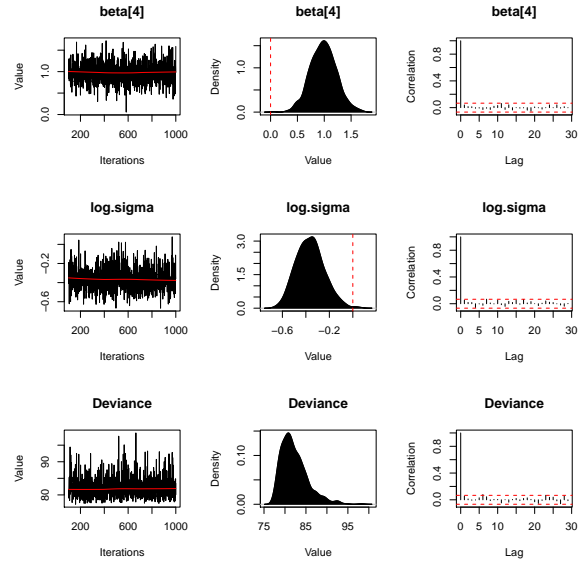 beta[4]
beta[4]
beta[4]
Value
0.0
1.0
200
600
1000
Iterations
Density
0.0
1.0
0.0
0.5
1.0
1.5
Value
Correlation
0.0
0.4
0.8
0
5
10
20
30
Lag
log.sigma
log.sigma
log.sigma
Value
−0.6
−0.2
200
600
1000
Iterations
Density
0.0
1.5
3.0
−0.6
−0.2
Value
Correlation
0.0
0.4
0.8
0
5
10
20
30
Lag
Deviance
Deviance
Deviance
Value
80
90
200
600
1000
Iterations
Density
0.00
0.10
75
85
95
Value
Correlation
0.0
0.4
0.8
0
5
10
20
30
Lag